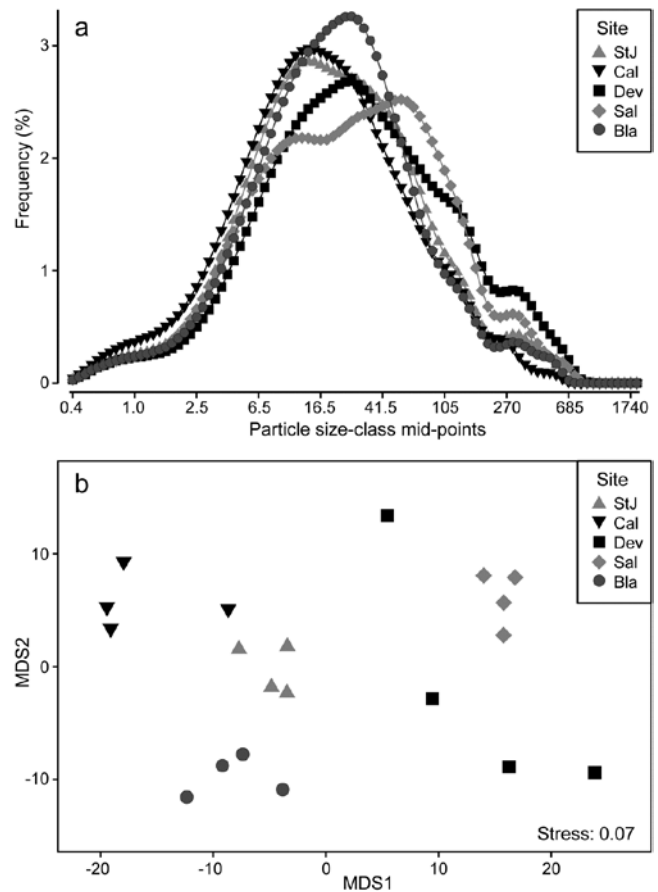 a
Site
StJ
Cal
Dev
Sal
Bla
Frequency (%)
3
2
1
0
0.4 1.0 2.5 6.5 16.5 41.5 105 270 685 1740
Particle size-class mid-points
b
Site
StJ
Cal
Dev
Sal
Bla
MDS2
10
0
-10
Stress: 0.07
-20 -10 0 10 20
MDS1